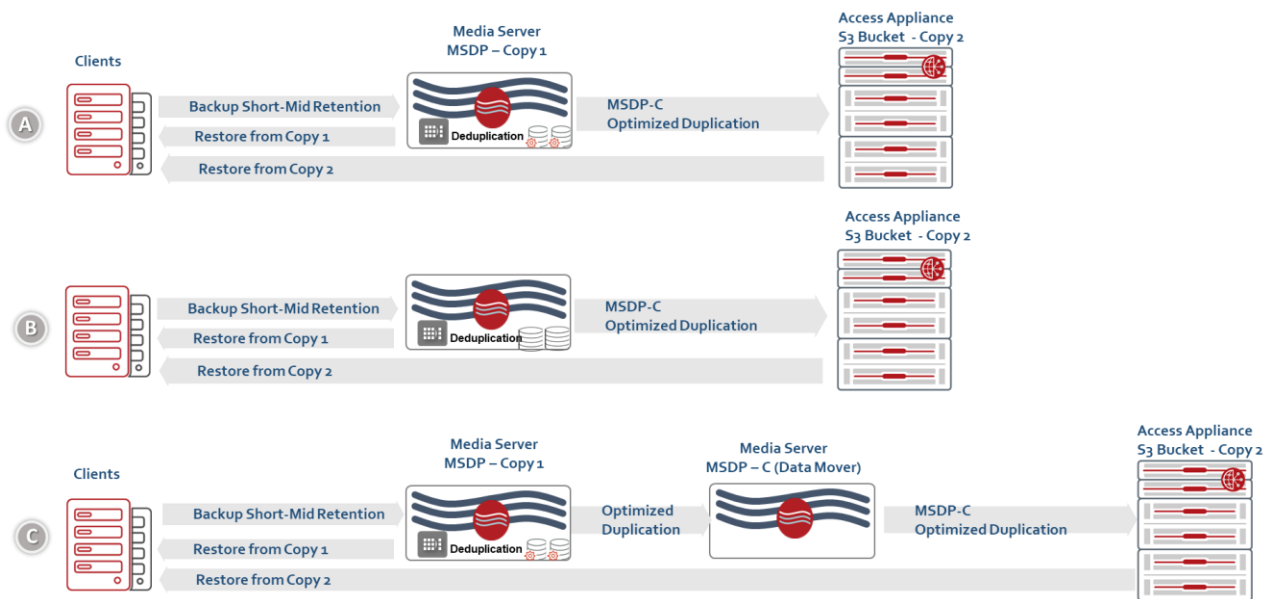 Access Appliance
S3 Bucket - Copy 2
Media Server
MSDP – Copy 1
Clients
A
Backup Short-Mid Retention
Restore from Copy 1
Deduplication
MSDP-C
Optimized Duplication
Restore from Copy 2
Access Appliance
S3 Bucket - Copy 2
B
Backup Short-Mid Retention
Restore from Copy 1
Deduplication
MSDP-C
Optimized Duplication
Restore from Copy 2
Access Appliance
S3 Bucket - Copy 2
Media Server
MSDP – Copy 1
Media Server
MSDP – C (Data Mover)
Clients
C
Backup Short-Mid Retention
Restore from Copy 1
Deduplication
Optimized
Duplication
MSDP-C
Optimized Duplication
Restore from Copy 2